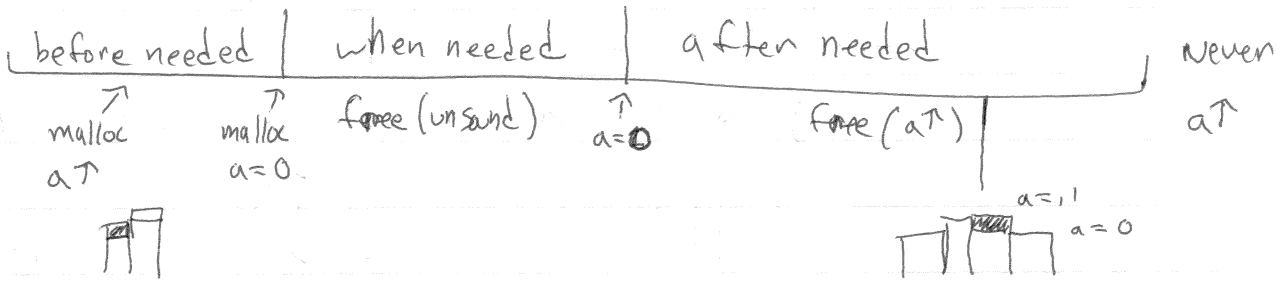 before needed when needed after needed Never
malloc malloc free (unsound) a=0 free (a↑) a↑
a↑ a=0
a=.1
a=0